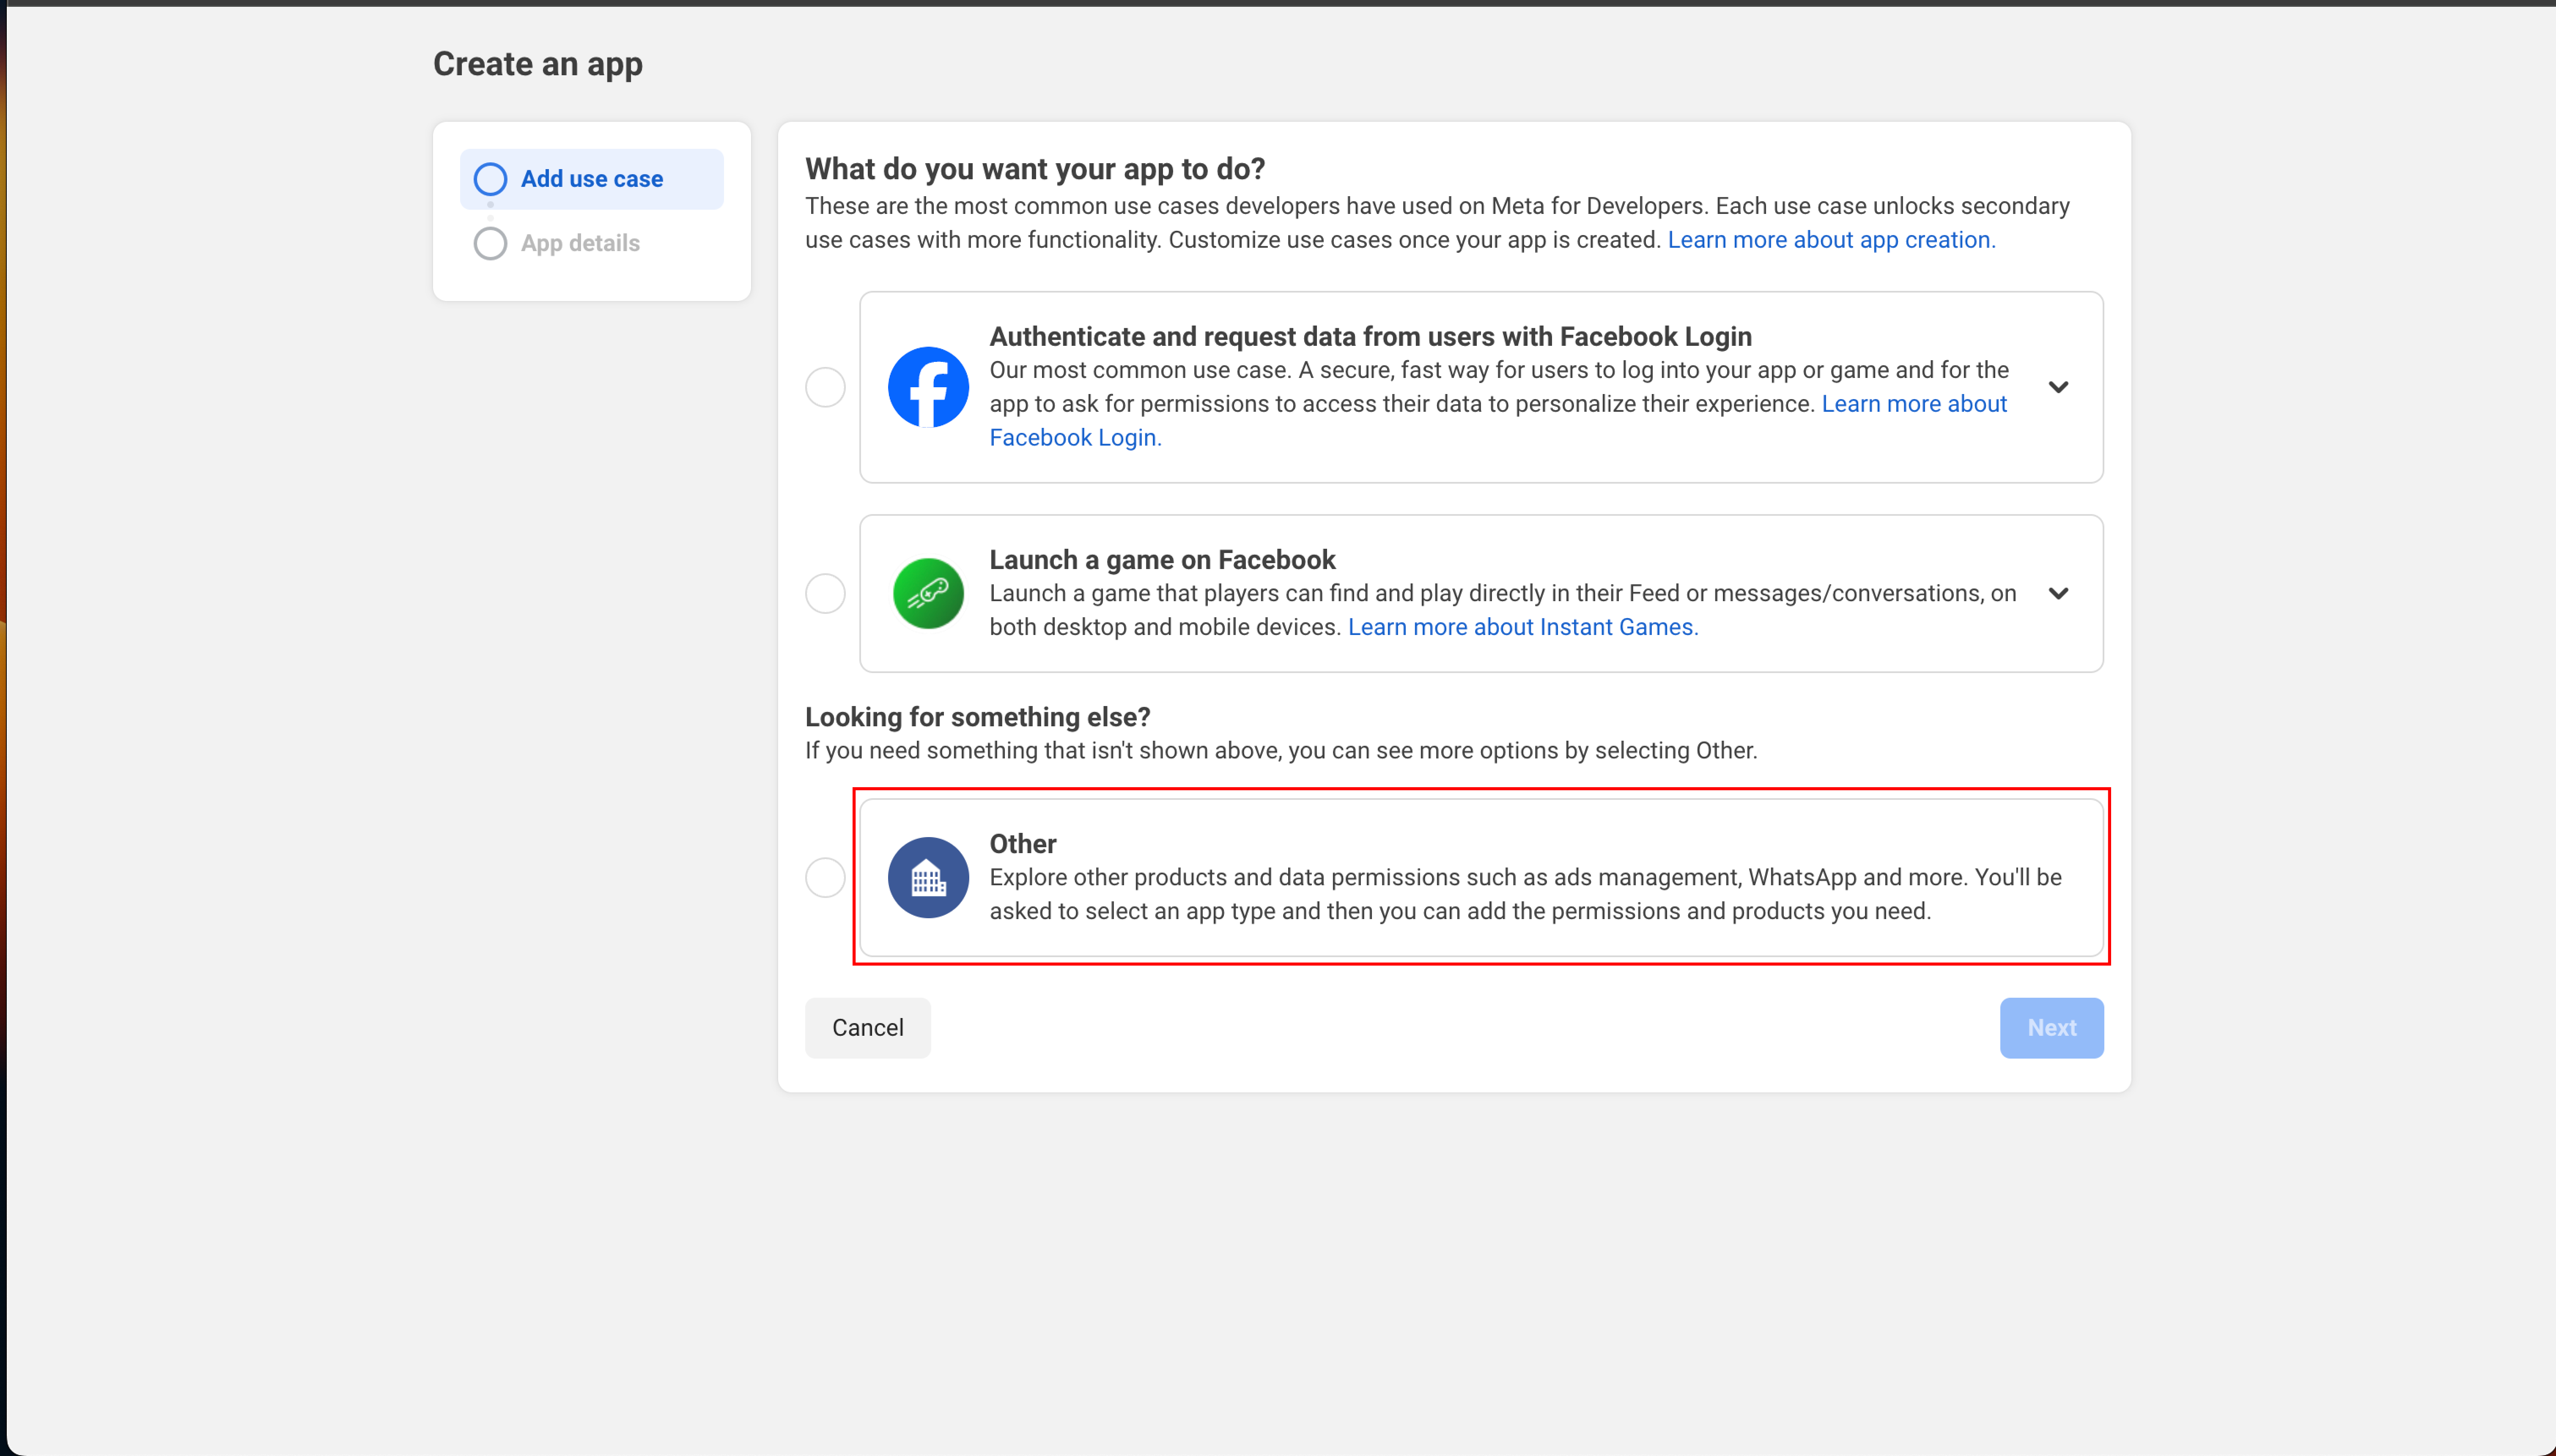 Create an app
Add use case
App details
What do you want your app to do?
These are the most common use cases developers have used on Meta for Developers. Each use case unlocks secondary
use cases with more functionality. Customize use cases once your app is created. Learn more about app creation.
Authenticate and request data from users with Facebook Login
Our most common use case. A secure, fast way for users to log into your app or game and for the
app to ask for permissions to access their data to personalize their experience. Learn more about
Facebook Login.
Launch a game on Facebook
Launch a game that players can find and play directly in their Feed or messages/conversations, on
both desktop and mobile devices. Learn more about Instant Games.
Looking for something else?
If you need something that isn't shown above, you can see more options by selecting Other.
Other
Explore other products and data permissions such as ads management, WhatsApp and more. You'll be
asked to select an app type and then you can add the permissions and products you need.
Cancel
Next